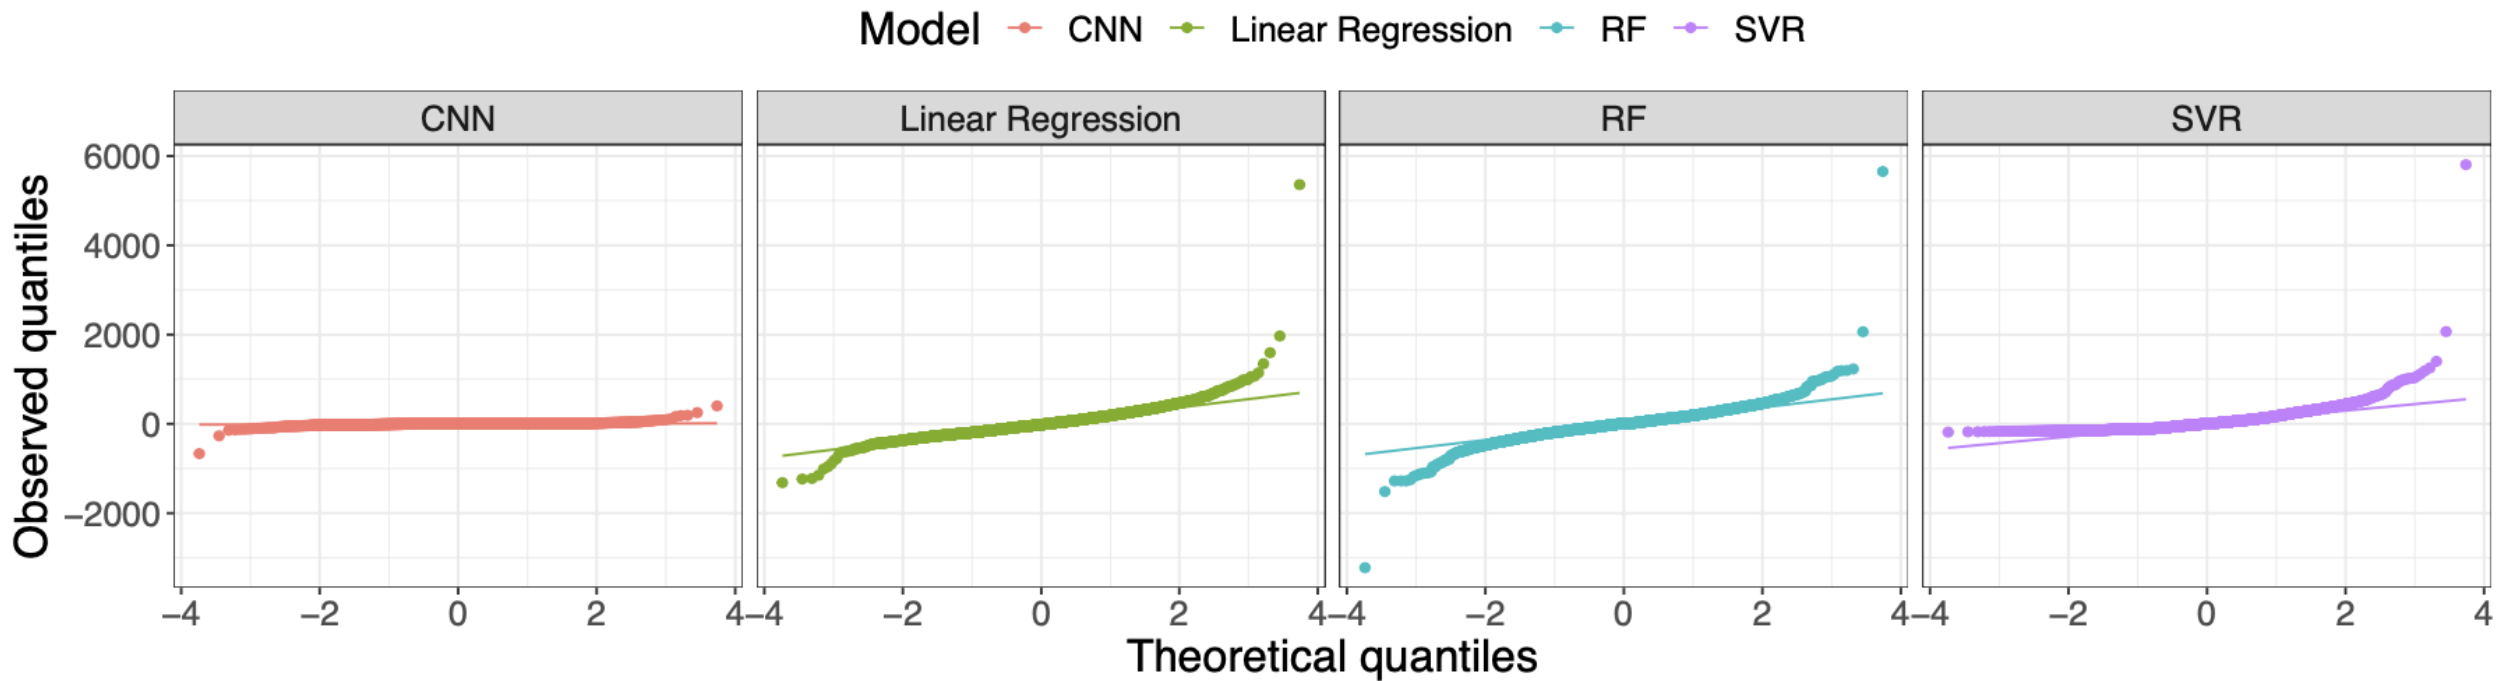 Model CNN Linear Regression RF SVR
CNN Linear Regression RF SVR
6000
4000
2000
0
−2000
Observed quantiles
−4 −2 0 2 4 −4 −2 0 2 4 −4 −2 0 2 4 −4 −2 0 2 4
Theoretical quantiles